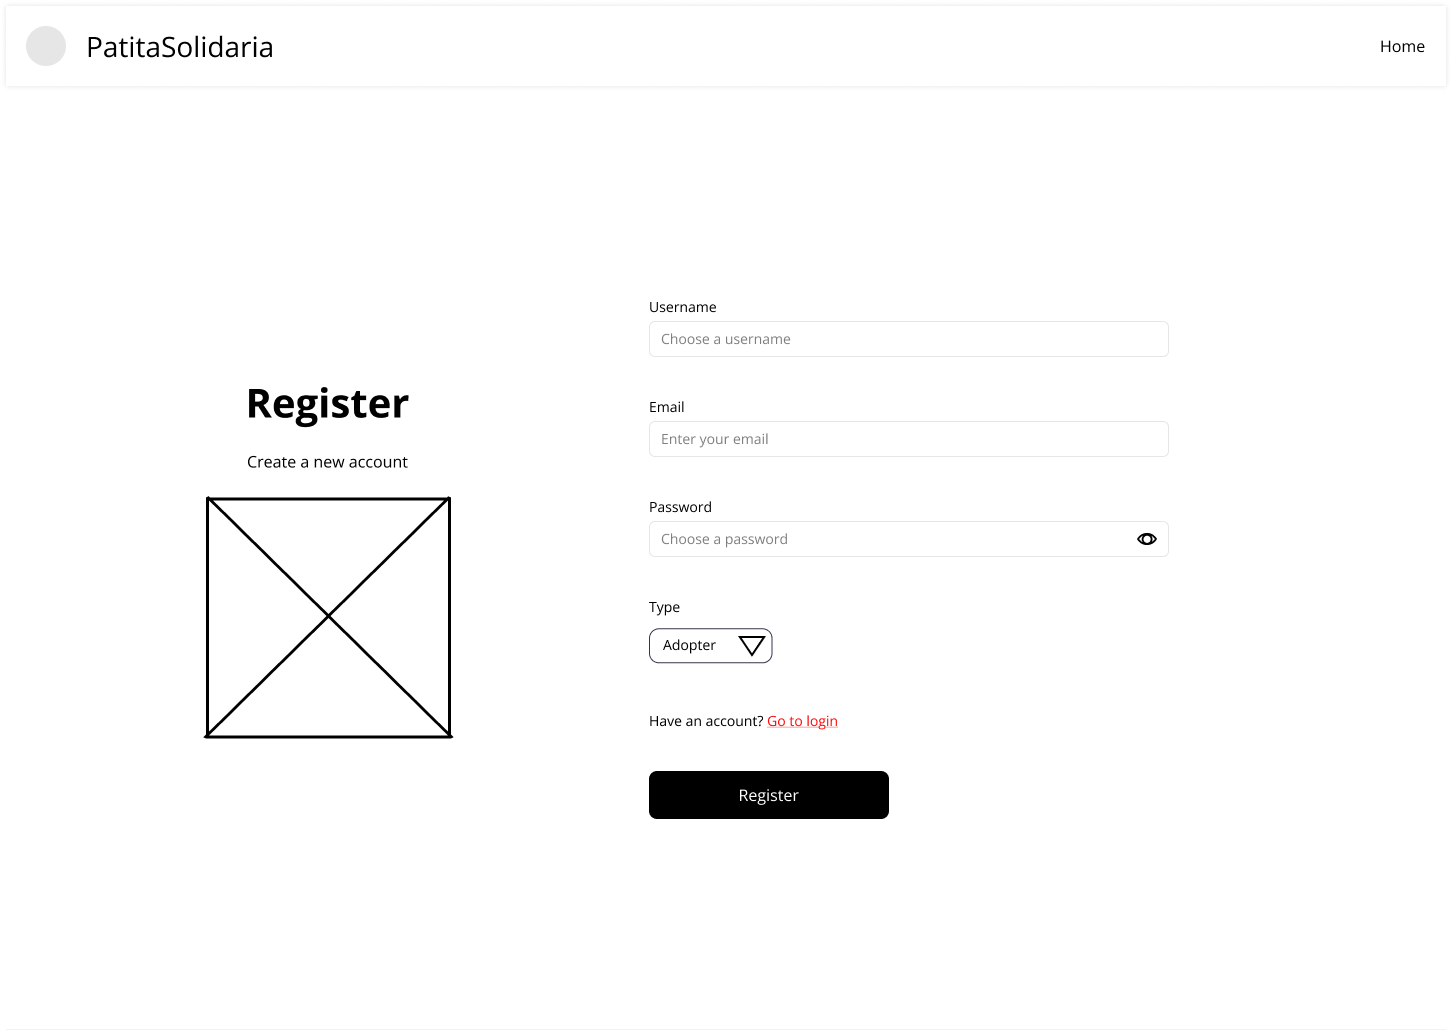 PatitaSolidaria
Home
Register
Create a new account
Username
Choose a username
Email
Enter your email
Password
Choose a password
Type
Adopter
Have an account? Go to login
Register